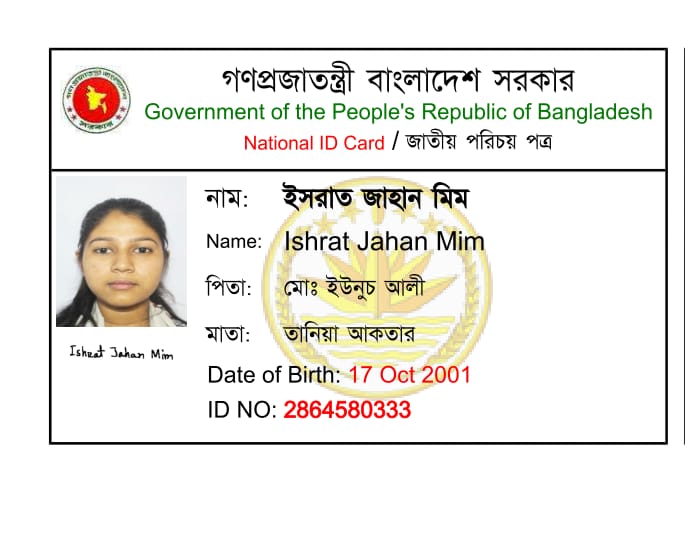 গণপ্রজাতন্ত্রী বাংলাদেশ সরকার
Government of the People's Republic of Bangladesh
National ID Card / জাতীয় পরিচয় পত্র
নাম: ইসরাত জাহান মিম
Name: Ishrat Jahan Mim
পিতা: মোঃ ইউনুচ আলী
মাতা: তানিয়া আকতার
Ishrat Jahan Mim
Date of Birth: 17 Oct 2001
ID NO: 2864580333